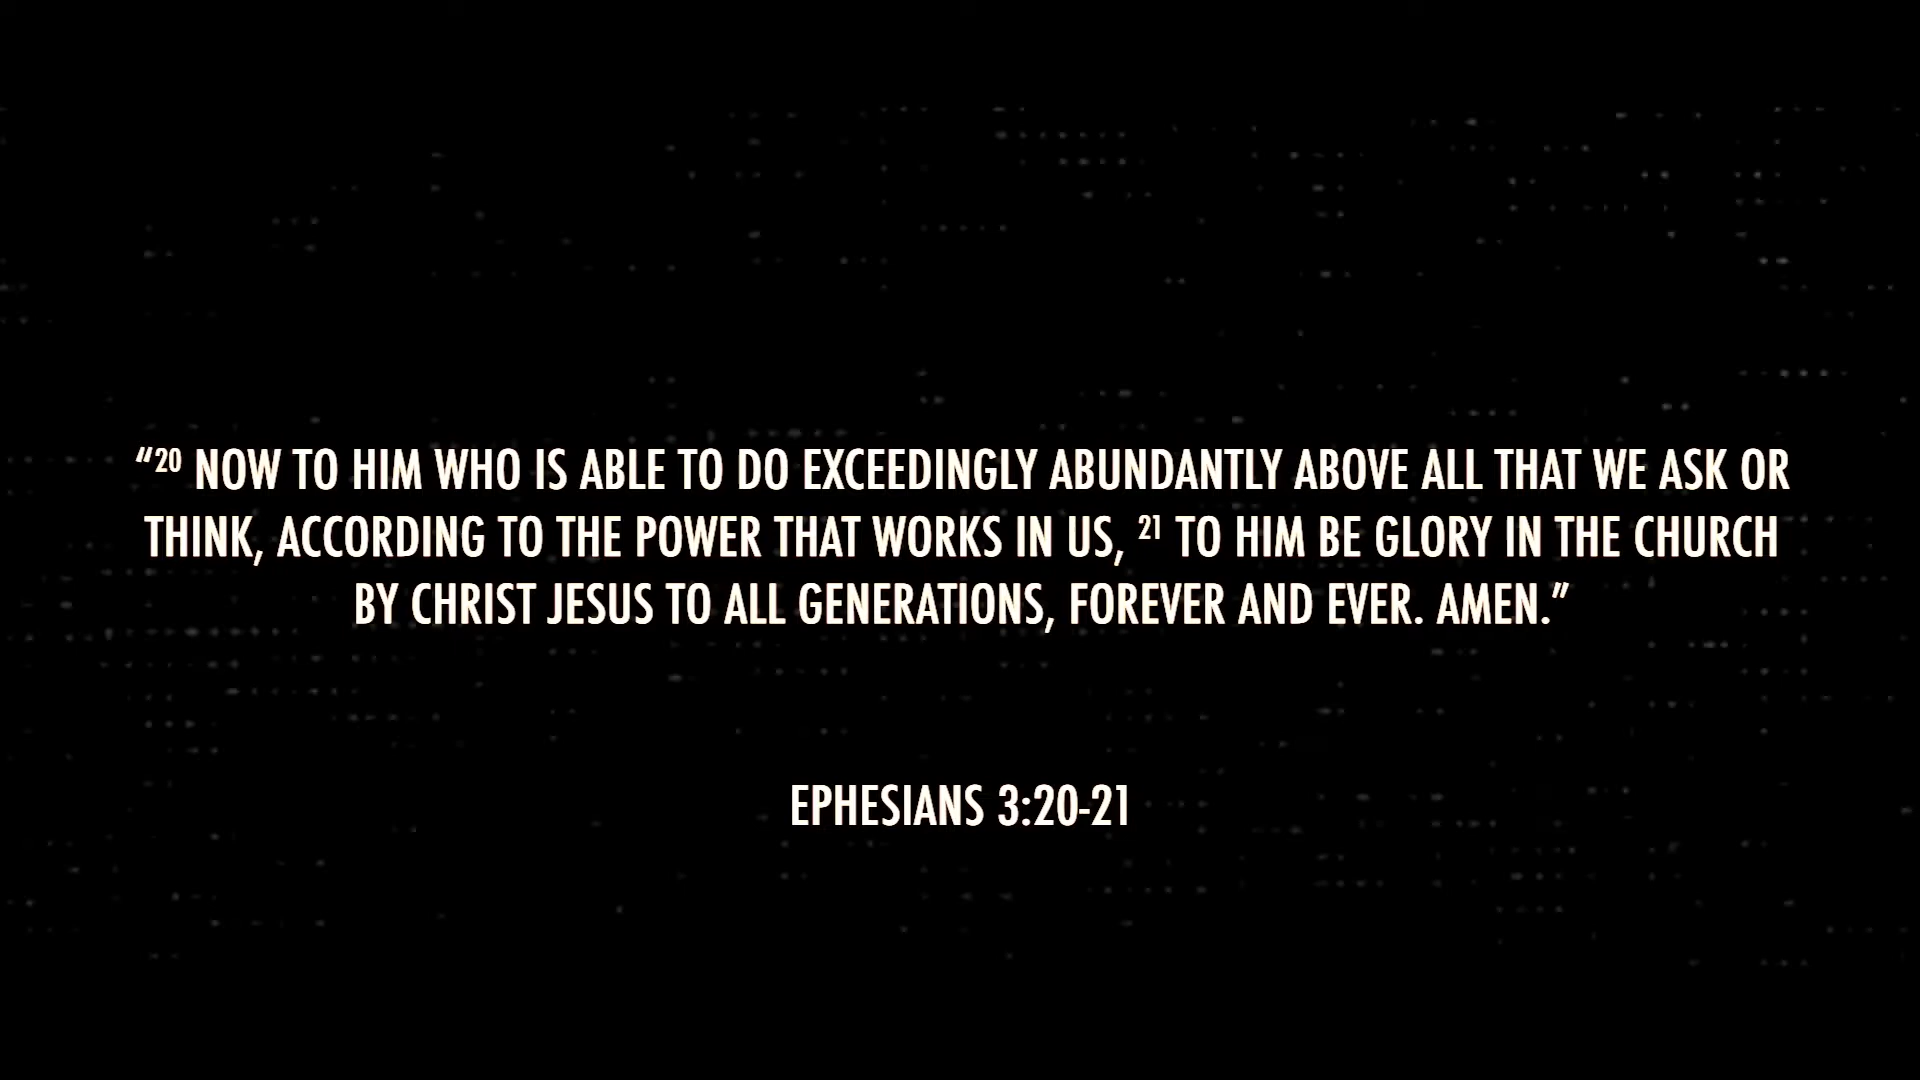 “²⁰ NOW TO HIM WHO IS ABLE TO DO EXCEEDINGLY ABUNDANTLY ABOVE ALL THAT WE ASK OR
THINK, ACCORDING TO THE POWER THAT WORKS IN US, ²¹ TO HIM BE GLORY IN THE CHURCH
BY CHRIST JESUS TO ALL GENERATIONS, FOREVER AND EVER. AMEN.”
EPHESIANS 3:20-21